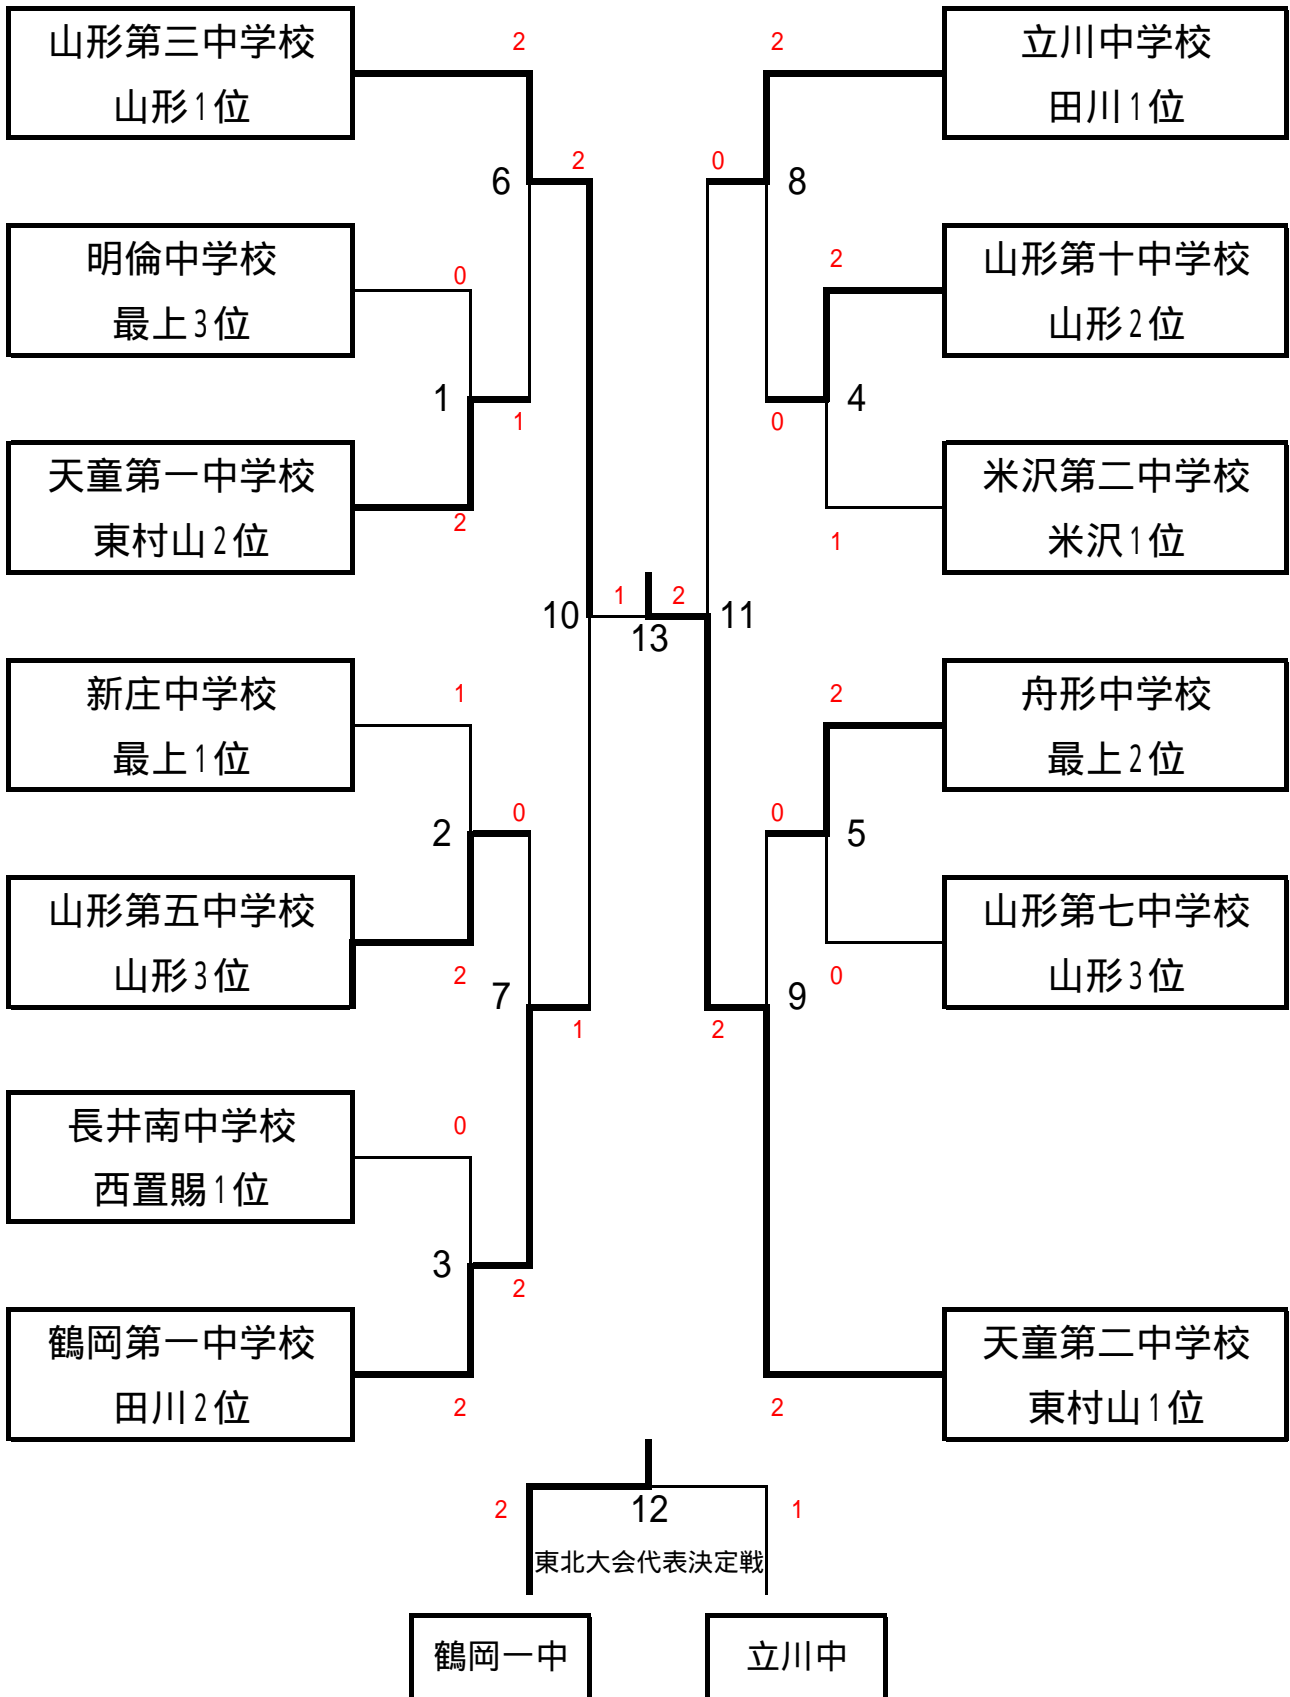 山形第三中学校
山形1位
明倫中学校
最上3位
天童第一中学校
東村山2位
新庄中学校
最上1位
山形第五中学校
山形3位
長井南中学校
西置賜1位
鶴岡第一中学校
田川2位
2
0
2
1
2
0
2
6
1
2
3
1
0
2
7
2
1
10
1
13
2
11
0
2
8
9
2
0
0
2
4
5
2
1
2
0
立川中学校
田川1位
山形第十中学校
山形2位
米沢第二中学校
米沢1位
舟形中学校
最上2位
山形第七中学校
山形3位
天童第二中学校
東村山1位
2
12
1
東北大会代表決定戦
鶴岡一中
立川中